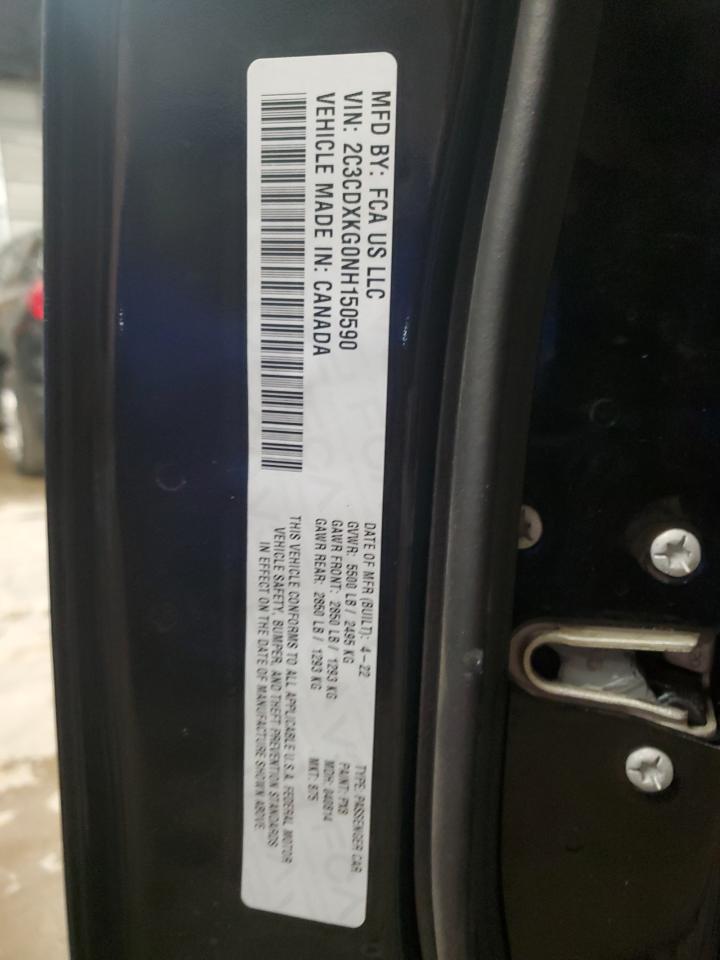 MFD BY: FCA US LLC
VIN: 2C3CDXKG0NH150590
VEHICLE MADE IN: CANADA
DATE OF MFR (BUILT): 4-22
GVWR: 5500 LB / 2495 KG
GAWR FRONT: 2850 LB / 1293 KG
GAWR REAR: 2850 LB / 1293 KG
THIS VEHICLE CONFORMS TO ALL APPLICABLE U.S.A. FEDERAL MOTOR
VEHICLE SAFETY, BUMPER, AND THEFT PREVENTION STANDARDS
IN EFFECT ON THE DATE OF MANUFACTURE SHOWN ABOVE.
TYPE: PASSENGER CAR
PAINT: PX8
MDH: 040814
MKT: 875